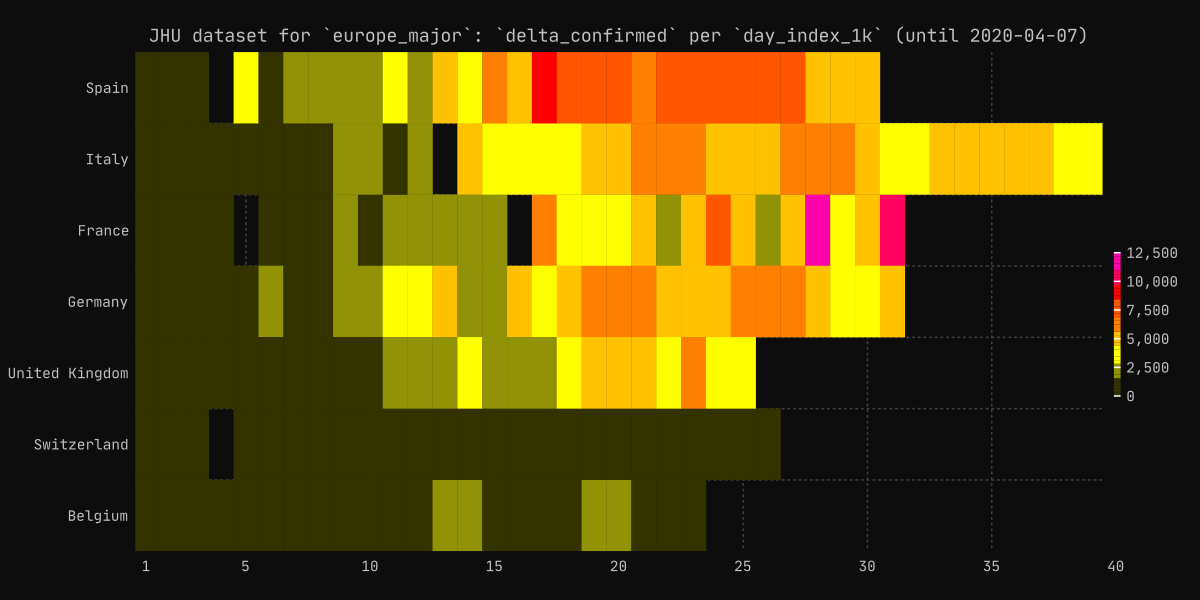 JHU dataset for `europe_major`: `delta_confirmed` per `day_index_1k` (until 2020-04-07)
Spain
Italy
France
Germany
United Kingdom
Switzerland
Belgium
12,500
10,000
7,500
5,000
2,500
0
1 5 10 15 20 25 30 35 40